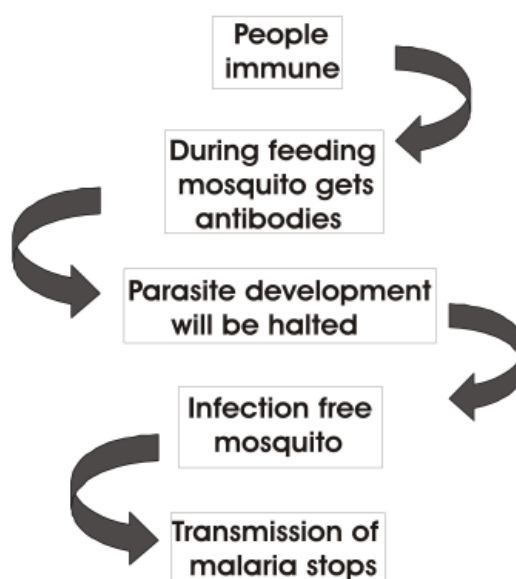 People
immune
During feeding
mosquito gets
antibodies
Parasite development
will be halted
Infection free
mosquito
Transmission of
malaria stops